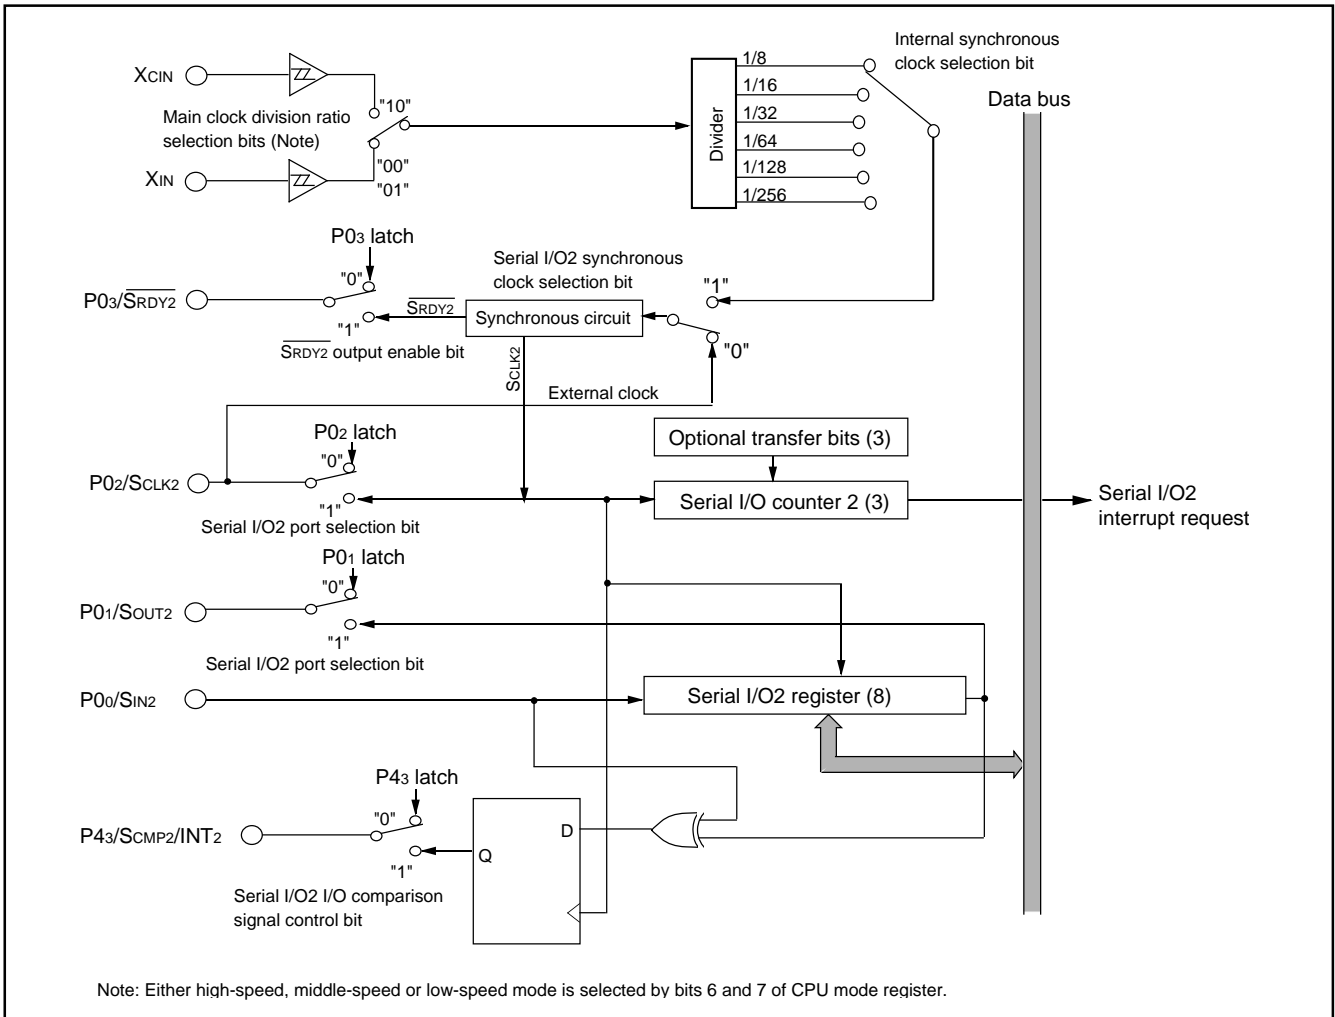 Internal synchronous
clock selection bit
XCIN
"10"
Main clock division ratio
selection bits (Note)
XIN
"00"
"01"
Divider
1/8
1/16
1/32
1/64
1/128
1/256
Data bus
P03 latch
"0"
P03/SRDY2
"1"
SRDY2
SRDY2 output enable bit
Serial I/O2 synchronous
clock selection bit
Synchronous circuit
"1"
"0"
SCLK2
External clock
P02 latch
"0"
P02/SCLK2
"1"
Serial I/O2 port selection bit
Optional transfer bits (3)
Serial I/O counter 2 (3)
Serial I/O2
interrupt request
P01 latch
"0"
P01/SOUT2
"1"
Serial I/O2 port selection bit
P00/SIN2
Serial I/O2 register (8)
P43 latch
"0"
P43/SCMP2/INT2
"1"
D
Q
Serial I/O2 I/O comparison
signal control bit
Note: Either high-speed, middle-speed or low-speed mode is selected by bits 6 and 7 of CPU mode register.